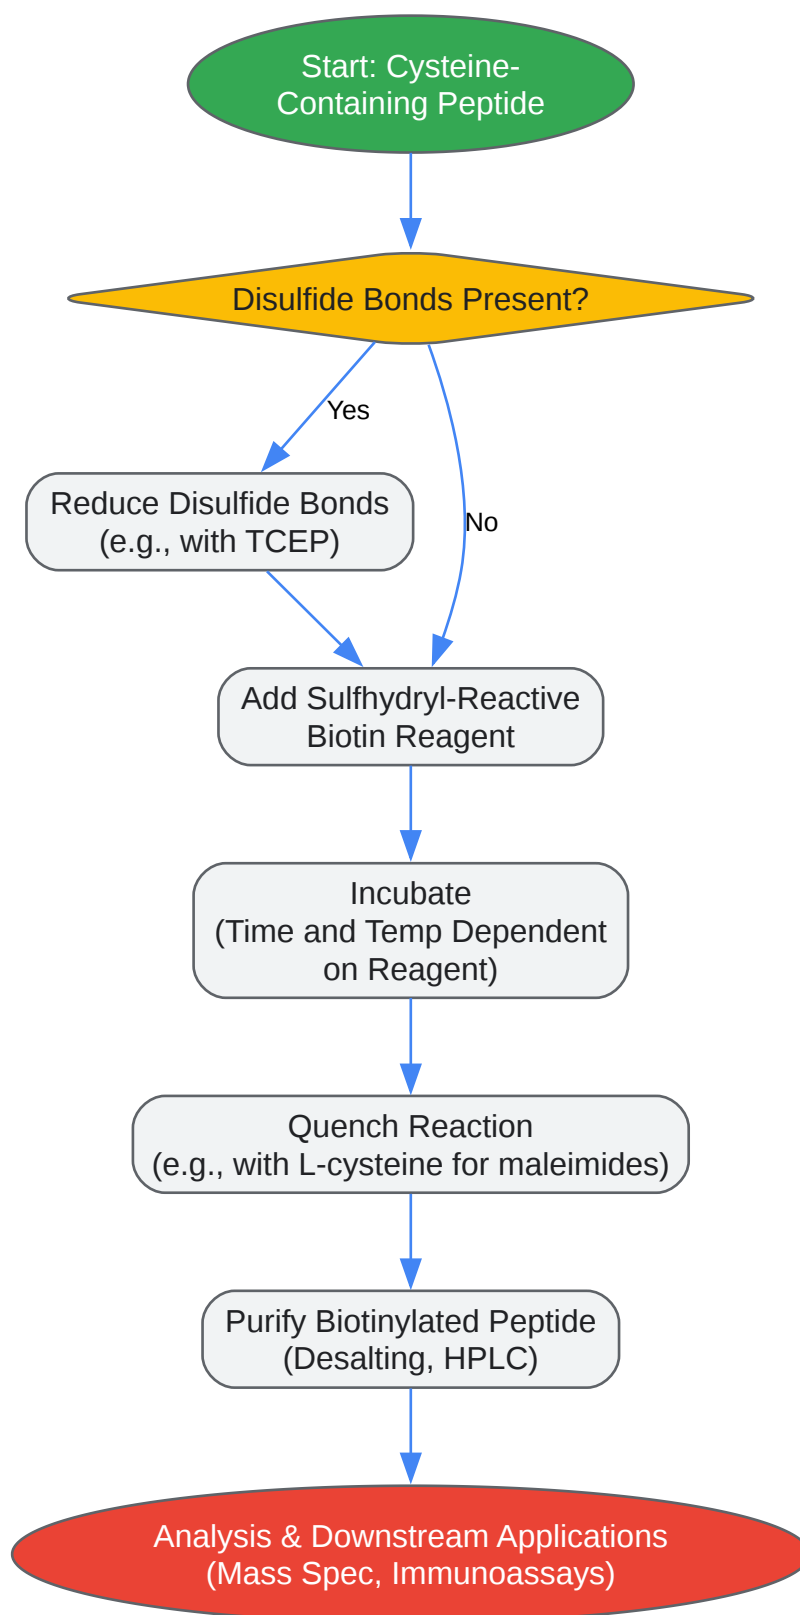 Start: Cysteine-
Containing Peptide
Disulfide Bonds Present?
Yes
Reduce Disulfide Bonds
(e.g., with TCEP)
No
Add Sulfhydryl-Reactive
Biotin Reagent
Incubate
(Time and Temp Dependent
on Reagent)
Quench Reaction
(e.g., with L-cysteine for maleimides)
Purify Biotinylated Peptide
(Desalting, HPLC)
Analysis & Downstream Applications
(Mass Spec, Immunoassays)